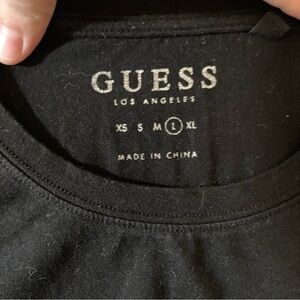 GUESS
LOS ANGELES
XS S M L XL
MADE IN CHINA